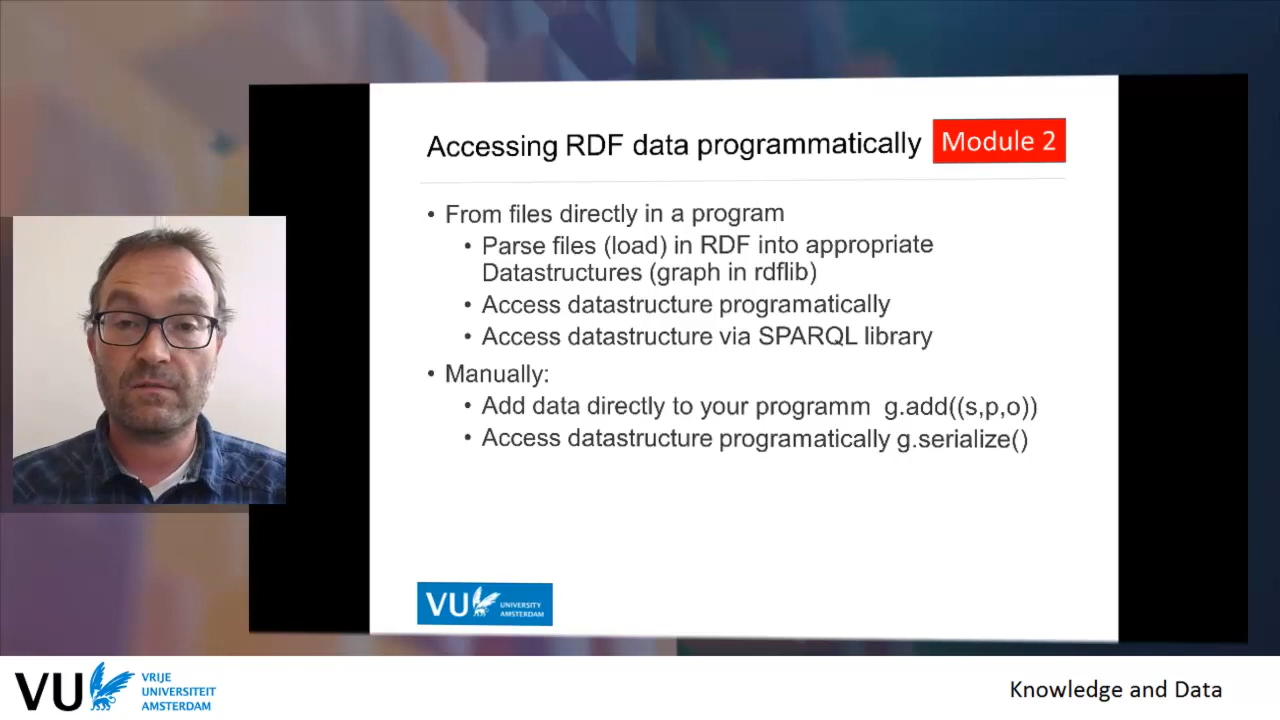 Accessing RDF data programmatically
Module 2
• From files directly in a program
• Parse files (load) in RDF into appropriate
Datastructures (graph in rdflib)
• Access datastructure programatically
• Access datastructure via SPARQL library
• Manually:
• Add data directly to your programm g.add((s,p,o))
• Access datastructure programatically g.serialize()
VU UNIVERSITY
AMSTERDAM
VU VRIJE
UNIVERSITEIT
AMSTERDAM
Knowledge and Data